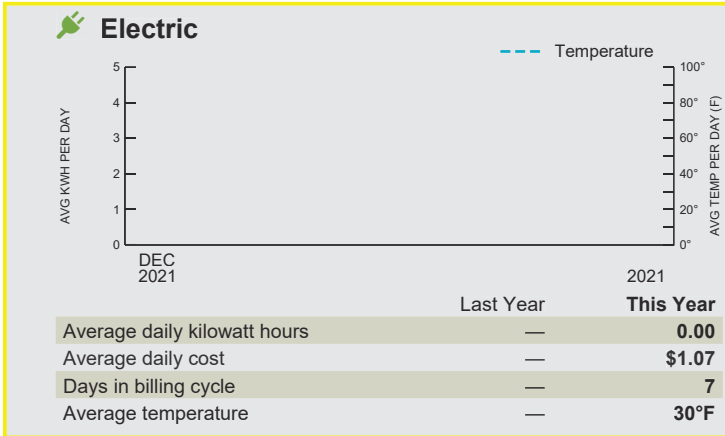 Electric
Temperature
AVG KWH PER DAY
5
4
3
2
1
0
100°
80°
60°
40°
20°
0°
AVG TEMP PER DAY (F)
DEC
2021
2021
Last Year This Year
Average daily kilowatt hours — 0.00
Average daily cost — $1.07
Days in billing cycle — 7
Average temperature — 30°F